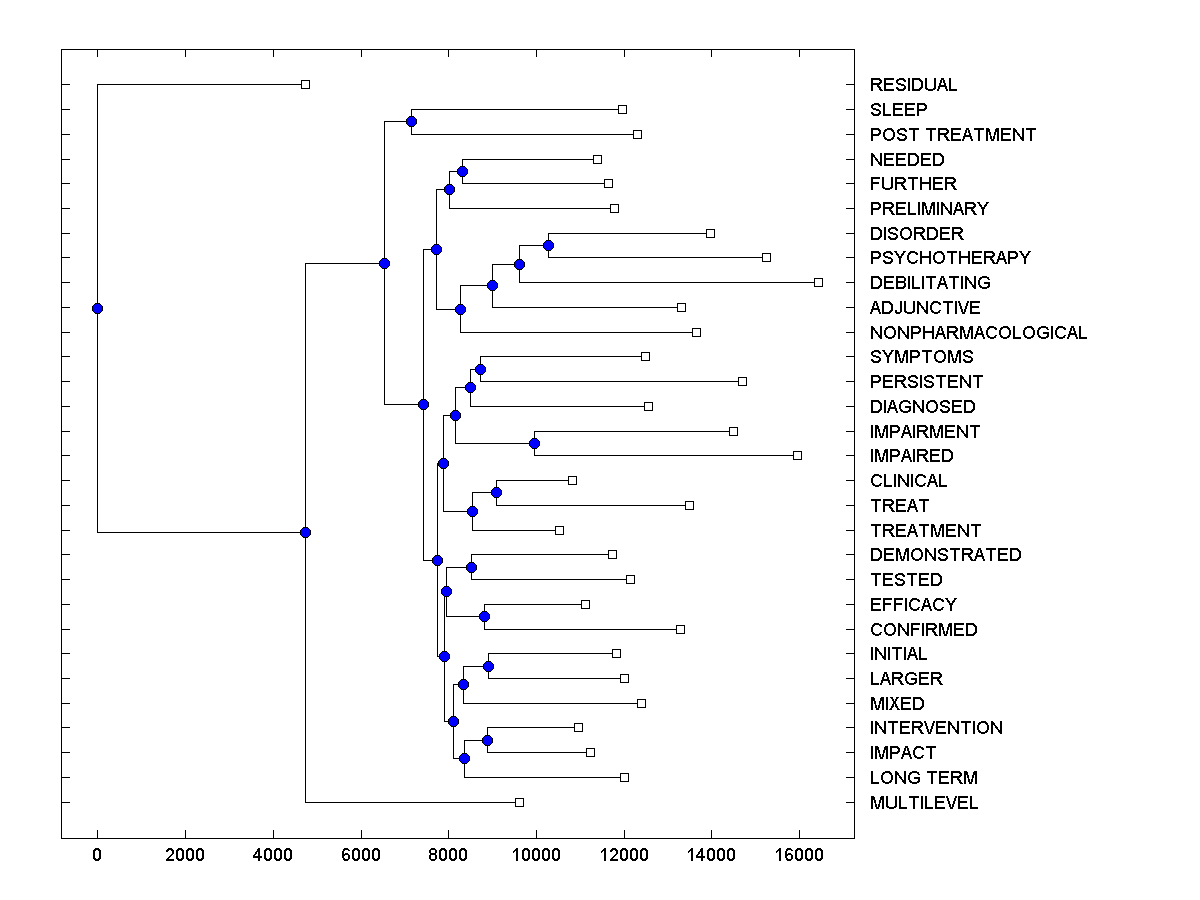 RESIDUAL
SLEEP
POST TREATMENT
NEEDED
FURTHER
PRELIMINARY
DISORDER
PSYCHOTHERAPY
DEBILITATING
ADJUNCTIVE
NONPHARMACOLOGICAL
SYMPTOMS
PERSISTENT
DIAGNOSED
IMPAIRMENT
IMPAIRED
CLINICAL
TREAT
TREATMENT
DEMONSTRATED
TESTED
EFFICACY
CONFIRMED
INITIAL
LARGER
MIXED
INTERVENTION
IMPACT
LONG TERM
MULTILEVEL
0 2000 4000 6000 8000 10000 12000 14000 16000